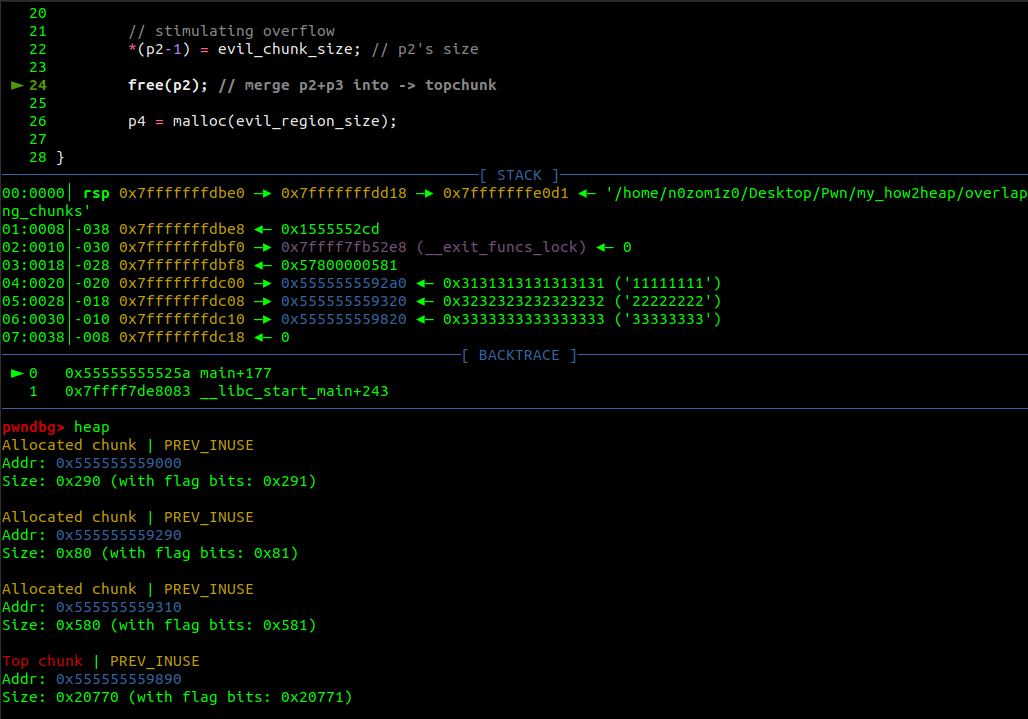 20
21 // stimulating overflow
22 *(p2-1) = evil_chunk_size; // p2's size
23
► 24 free(p2); // merge p2+p3 into -> topchunk
25
26 p4 = malloc(evil_region_size);
27
28 }
[ STACK ]
00:0000│ rsp 0x7fffffffdbe0 —► 0x7fffffffdd18 —► 0x7fffffffe0d1 ◄— '/home/n0zom1z0/Desktop/Pwn/my_how2heap/overlap
ng_chunks'
01:0008│-038 0x7fffffffdbe8 ◄— 0x1555552cd
02:0010│-030 0x7fffffffdbf0 —► 0x7ffff7fb52e8 (__exit_funcs_lock) ◄— 0
03:0018│-028 0x7fffffffdbf8 ◄— 0x57800000581
04:0020│-020 0x7fffffffdc00 —► 0x5555555592a0 ◄— 0x3131313131313131 ('11111111')
05:0028│-018 0x7fffffffdc08 —► 0x555555559320 ◄— 0x3232323232323232 ('22222222')
06:0030│-010 0x7fffffffdc10 —► 0x555555559820 ◄— 0x3333333333333333 ('33333333')
07:0038│-008 0x7fffffffdc18 ◄— 0
[ BACKTRACE ]
► 0 0x55555555525a main+177
1 0x7ffff7de8083 __libc_start_main+243
pwndbg> heap
Allocated chunk | PREV_INUSE
Addr: 0x555555559000
Size: 0x290 (with flag bits: 0x291)
Allocated chunk | PREV_INUSE
Addr: 0x555555559290
Size: 0x80 (with flag bits: 0x81)
Allocated chunk | PREV_INUSE
Addr: 0x555555559310
Size: 0x580 (with flag bits: 0x581)
Top chunk | PREV_INUSE
Addr: 0x555555559890
Size: 0x20770 (with flag bits: 0x20771)